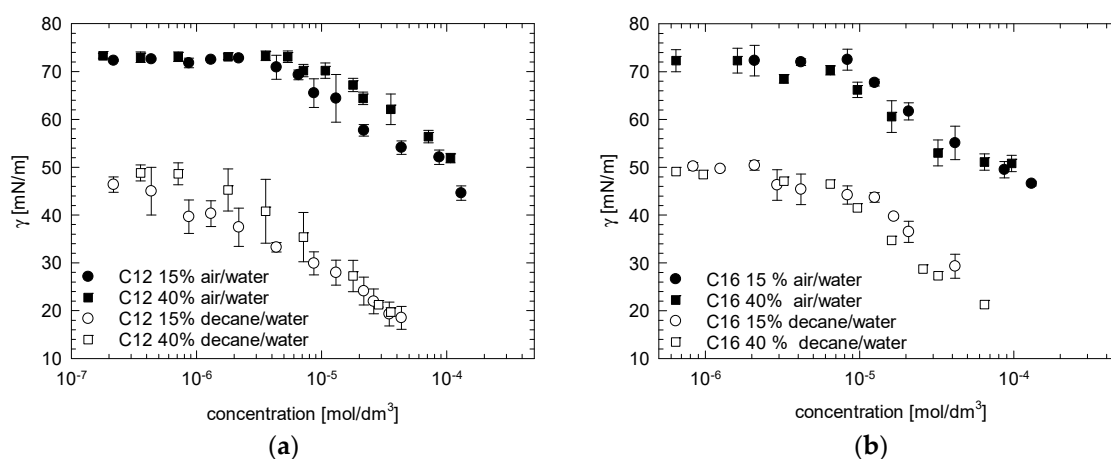 (a)
(b)
80
70
60
50
40
30
20
10
γ [mN/m]
C12 15% air/water
C12 40% air/water
C12 15% decane/water
C12 40% decane/water
10-7
10-6
10-5
10-4
concentration [mol/dm3]
(a)
80
70
60
50
40
30
20
10
γ [mN/m]
C16 15 % air/water
C16 40% air/water
C16 15% decane/water
C16 40 % decane/water
10-6
10-5
10-4
concentration [mol/dm3]
(b)